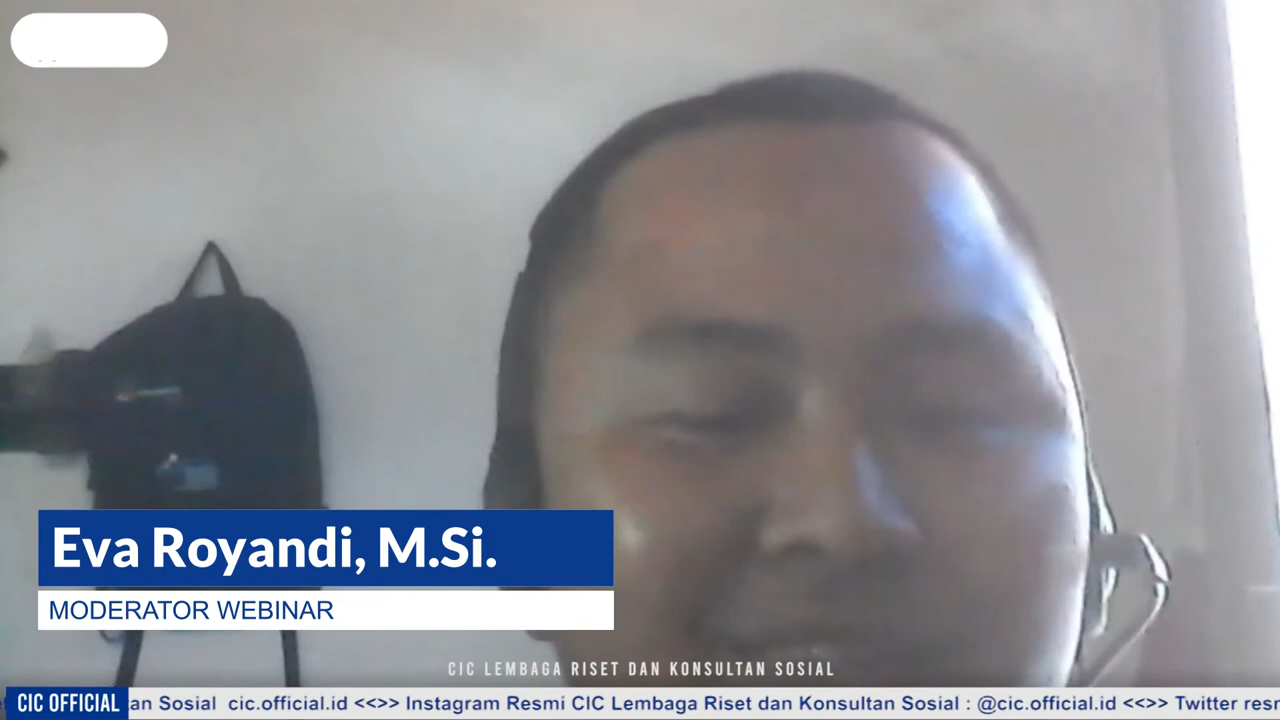 Eva Royandi, M.Si.
MODERATOR WEBINAR
CIC LEMBAGA RISET DAN KONSULTAN SOSIAL
CIC OFFICIAL an Sosial cic.official.id <<>> Instagram Resmi CIC Lembaga Riset dan Konsultan Sosial : @cic.official.id <<>> Twitter resr